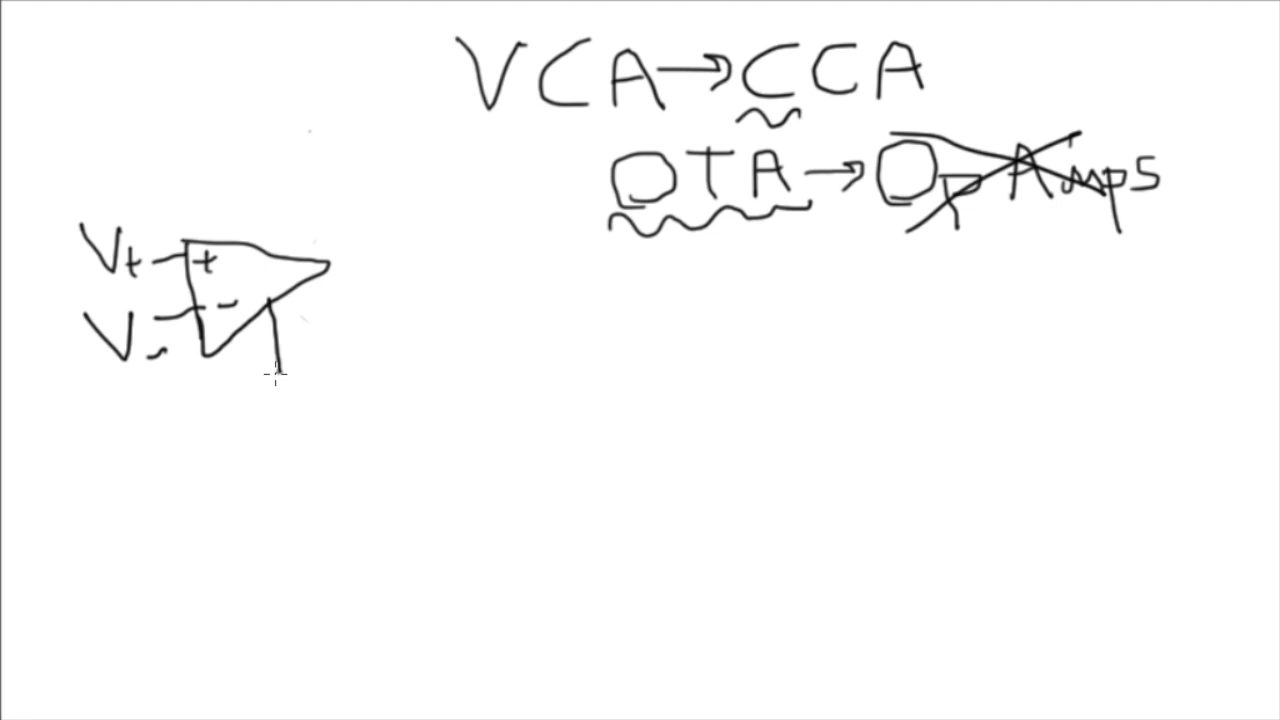 VCA→CCA
OTA→Op Amps
V+ +
V- -